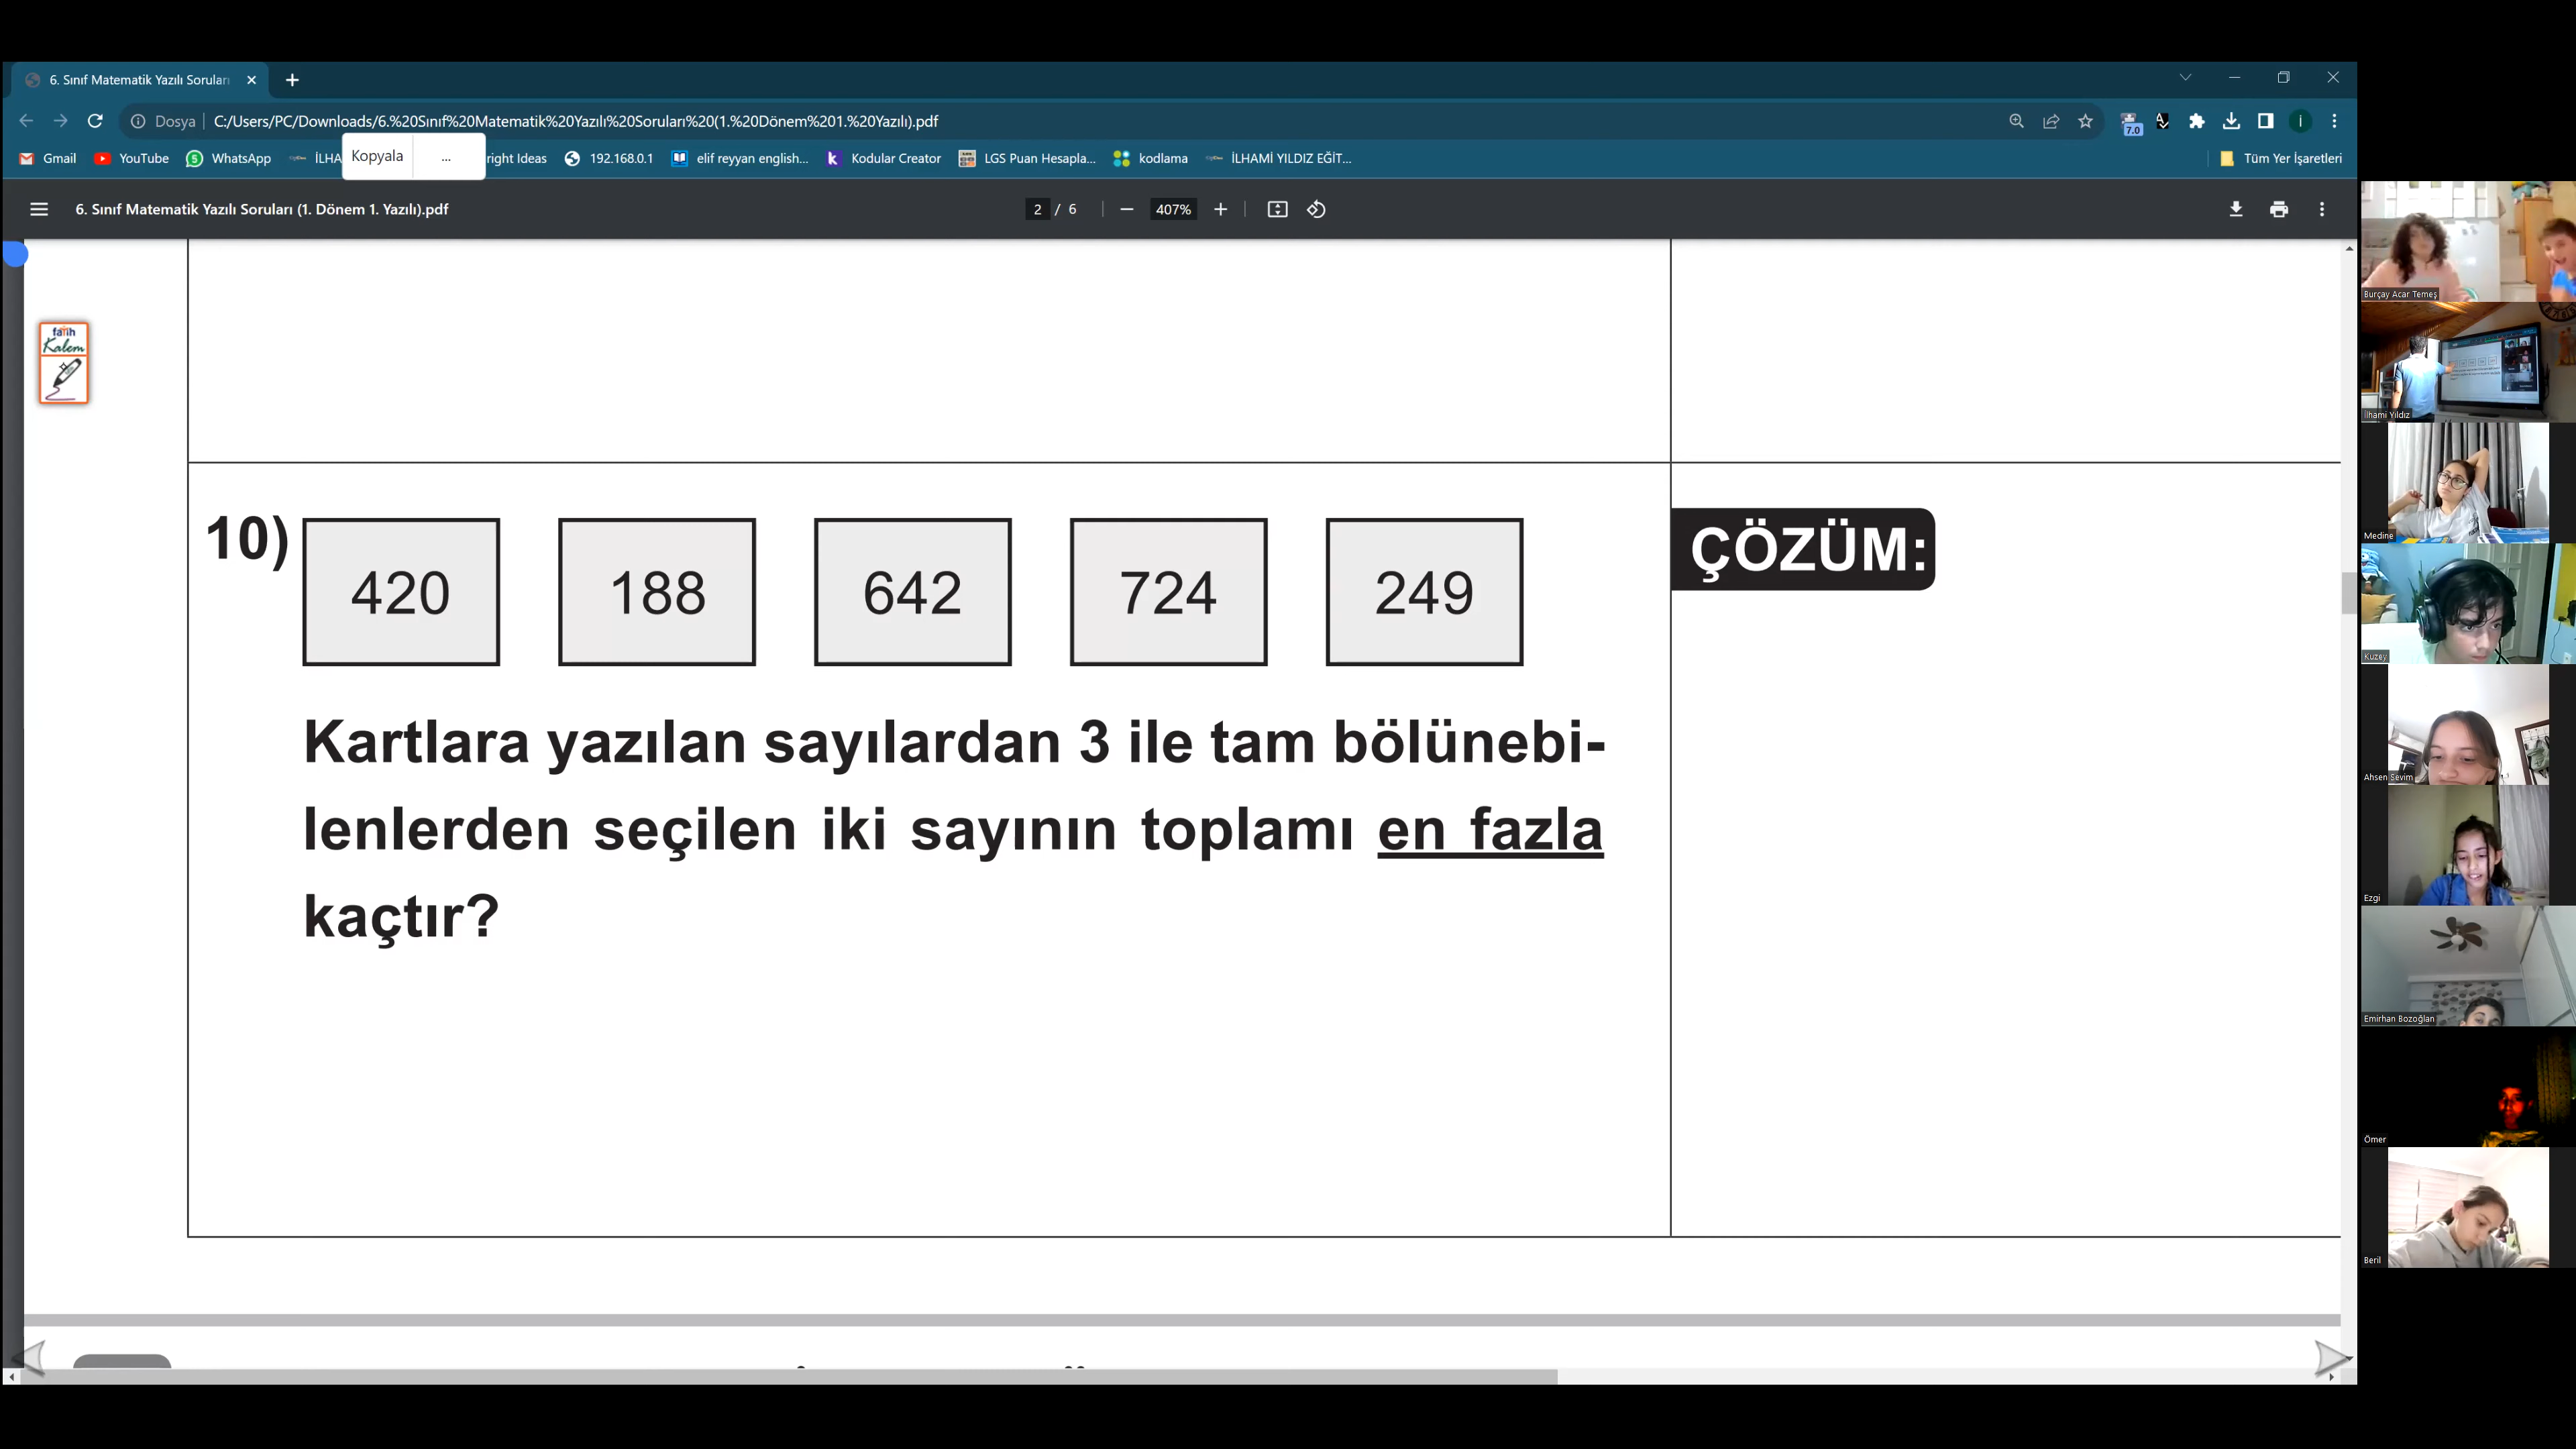 6. Sınıf Matematik Yazılı Soruları
Dosya C:/Users/PC/Downloads/6.%20Sınıf%20Matematik%20Yazılı%20Soruları%20(1.%20Dönem%201.%20Yazılı).pdf
7.0
i
Gmail YouTube WhatsApp İLHA right Ideas 192.168.0.1 elif reyyan english... Kodular Creator LGS Puan Hesapla... kodlama İLHAMİ YILDIZ EĞİT... Tüm Yer İşaretleri
Kopyala ...
6. Sınıf Matematik Yazılı Soruları (1. Dönem 1. Yazılı).pdf 2 / 6 407%
fatih
Kalem
10) 420 188 642 724 249
Kartlara yazılan sayılardan 3 ile tam bölünebi-
lenlerden seçilen iki sayının toplamı en fazla
kaçtır?
ÇÖZÜM:
Burçay Acar Temeş
İlhami Yıldız
Medine
Kuzey
Ahsen Sevim
Ezgi
Emirhan Bozoğlan
Ömer
Beril